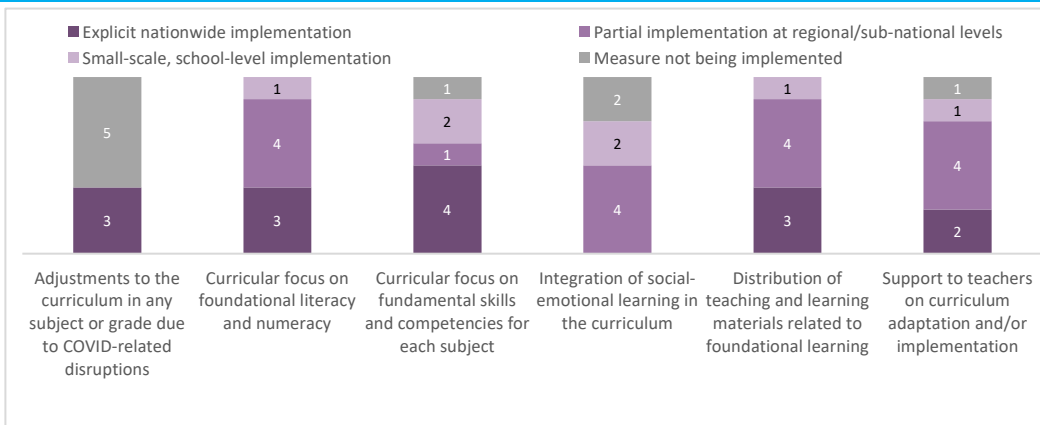 Explicit nationwide implementation
Partial implementation at regional/sub-national levels
Small-scale, school-level implementation
Measure not being implemented
5
3
1
4
3
1
2
1
4
2
2
4
1
4
3
1
1
4
2
Adjustments to the
curriculum in any
subject or grade due
to COVID-related
disruptions
Curricular focus on
foundational literacy
and numeracy
Curricular focus on
fundamental skills
and competencies for
each subject
Integration of social-
emotional learning in
the curriculum
Distribution of
teaching and learning
materials related to
foundational learning
Support to teachers
on curriculum
adaptation and/or
implementation